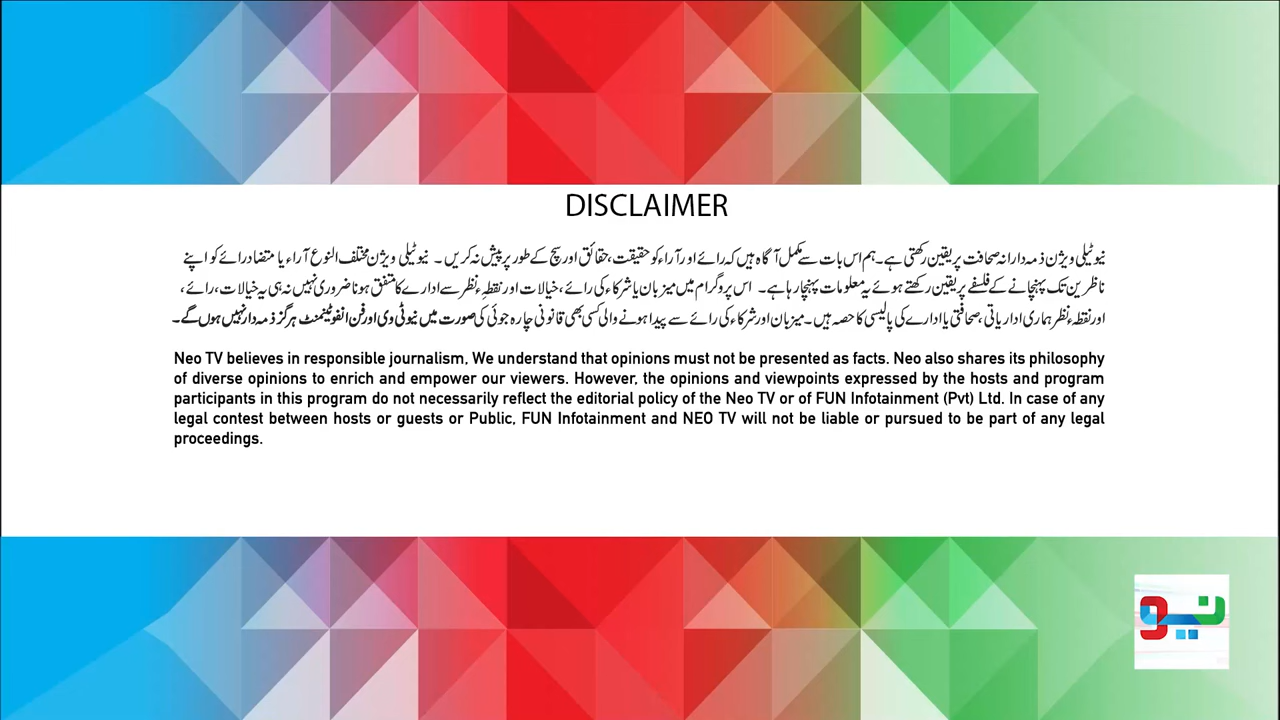 DISCLAIMER
نیو ٹیلی ویژن ذمہ دارانہ صحافت پر یقین رکھتی ہے۔ ہم اس بات سے مکمل آگاہ ہیں کہ رائے اور آراء کو حقیقت، حقائق اور سچ کے طور پر پیش نہ کریں ۔ نیو ٹیلی ویژن مختلف النوع آراء یا متضاد رائے کو اپنے
ناظرین تک پہنچانے کے فلسفے پر یقین رکھتے ہوئے یہ معلومات پہنچا رہا ہے۔ اس پروگرام میں میزبان یا شرکاء کی رائے، خیالات اور نقطہءنظر سے ادارے کا متفق ہونا ضروری نہیں نہ ہی یہ خیالات، رائے،
اور نقطہءنظر ہماری ادارتی، صحافتی یا ادارے کی پالیسی کا حصہ ہیں۔ میزبان اور شرکاء کی رائے سے پیدا ہونے والی کسی بھی قانونی چارہ جوئی کی صورت میں نیو ٹی وی اور فن انفوٹینمنٹ ہرگز ذمہ دار نہیں ہوں گے۔
Neo TV believes in responsible journalism, We understand that opinions must not be presented as facts. Neo also shares its philosophy
of diverse opinions to enrich and empower our viewers. However, the opinions and viewpoints expressed by the hosts and program
participants in this program do not necessarily reflect the editorial policy of the Neo TV or of FUN Infotainment (Pvt) Ltd. In case of any
legal contest between hosts or guests or Public, FUN Infotainment and NEO TV will not be liable or pursued to be part of any legal
proceedings.
نیو